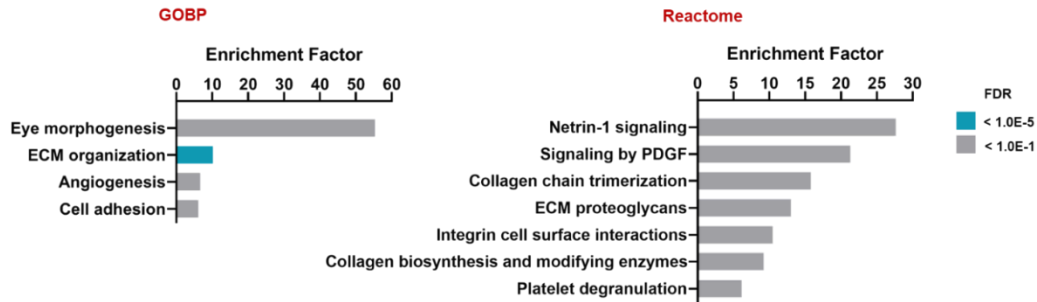 GOBP
Enrichment Factor
0 10 20 30 40 50 60
Eye morphogenesis
ECM organization
Angiogenesis
Cell adhesion
Reactome
Enrichment Factor
0 5 10 15 20 25 30
Netrin-1 signaling
Signaling by PDGF
Collagen chain trimerization
ECM proteoglycans
Integrin cell surface interactions
Collagen biosynthesis and modifying enzymes
Platelet degranulation
FDR
< 1.0E-5
< 1.0E-1